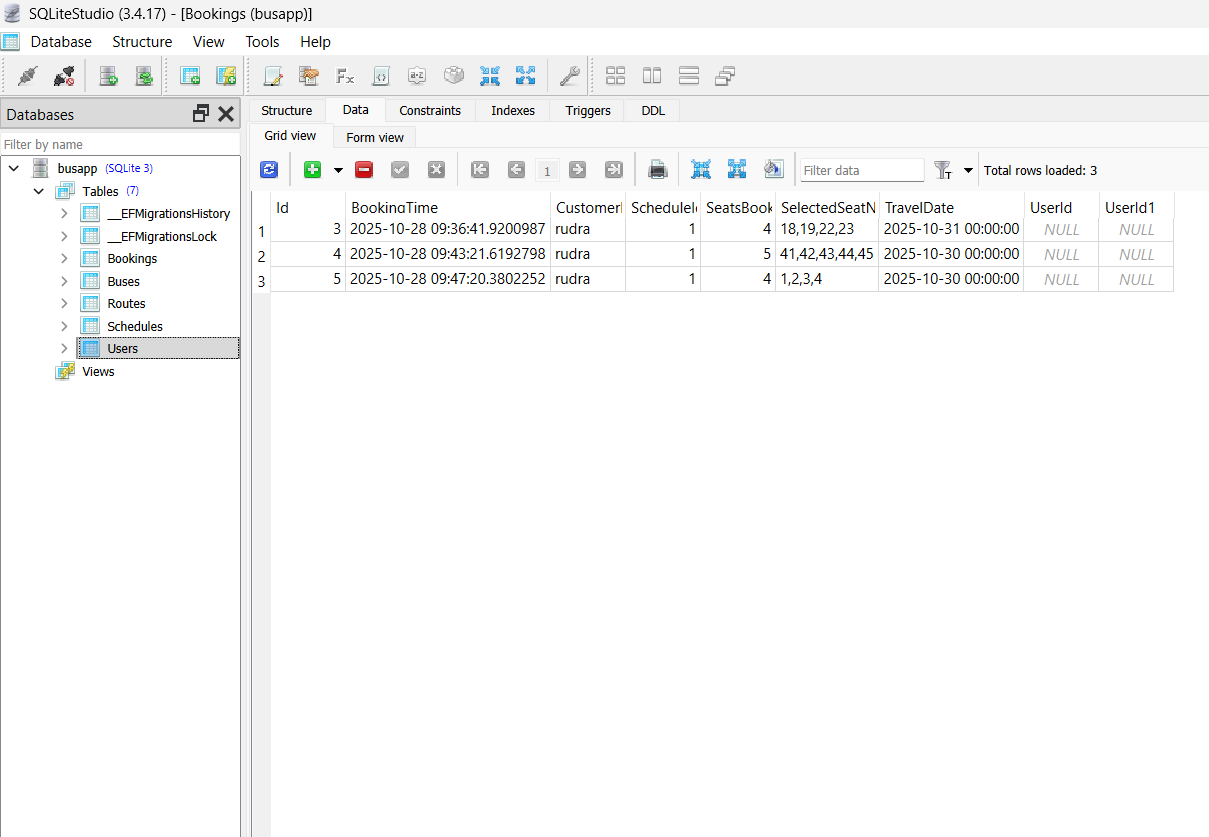 SQLiteStudio (3.4.17) - [Bookings (busapp)]
Database Structure View Tools Help
Databases
Filter by name
busapp (SQLite 3)
Tables (7)
__EFMigrationsHistory
__EFMigrationsLock
Bookings
Buses
Routes
Schedules
Users
Views
Structure Data Constraints Indexes Triggers DDL
Grid view Form view
1 Filter data Total rows loaded: 3
Id BookingTime Customer ScheduleI SeatsBook SelectedSeatN TravelDate UserId UserId1
1 3 2025-10-28 09:36:41.9200987 rudra 1 4 18,19,22,23 2025-10-31 00:00:00 NULL NULL
2 4 2025-10-28 09:43:21.6192798 rudra 1 5 41,42,43,44,45 2025-10-30 00:00:00 NULL NULL
3 5 2025-10-28 09:47:20.3802252 rudra 1 4 1,2,3,4 2025-10-30 00:00:00 NULL NULL